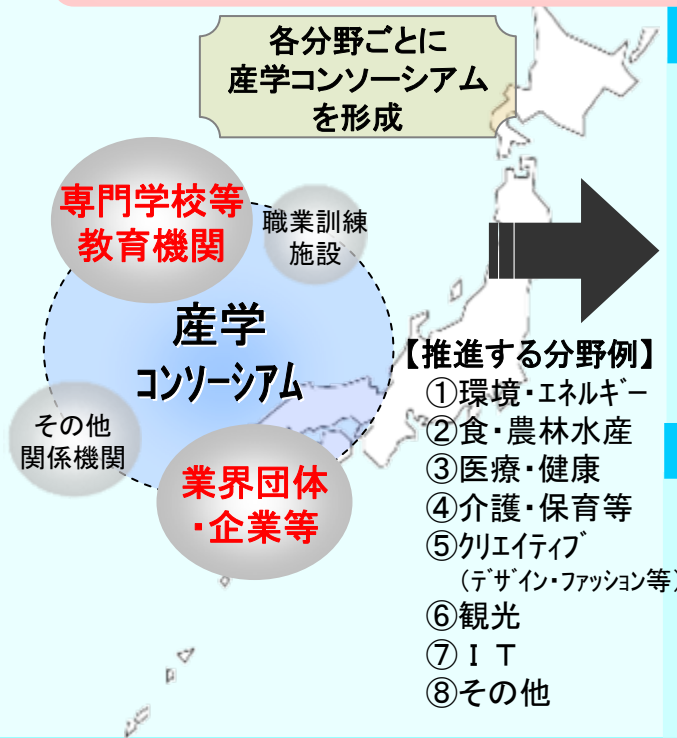 各分野ごとに
産学コンソーシアム
を形成
専門学校等
教育機関
職業訓練
施設
産学
コンソーシアム
その他
関係機関
業界団体
・企業等
【推進する分野例】
①環境・エネルギー
②食・農林水産
③医療・健康
④介護・保育等
⑤クリエイティブ
(デザイン・ファッション等)
⑥観光
⑦ＩＴ
⑧その他